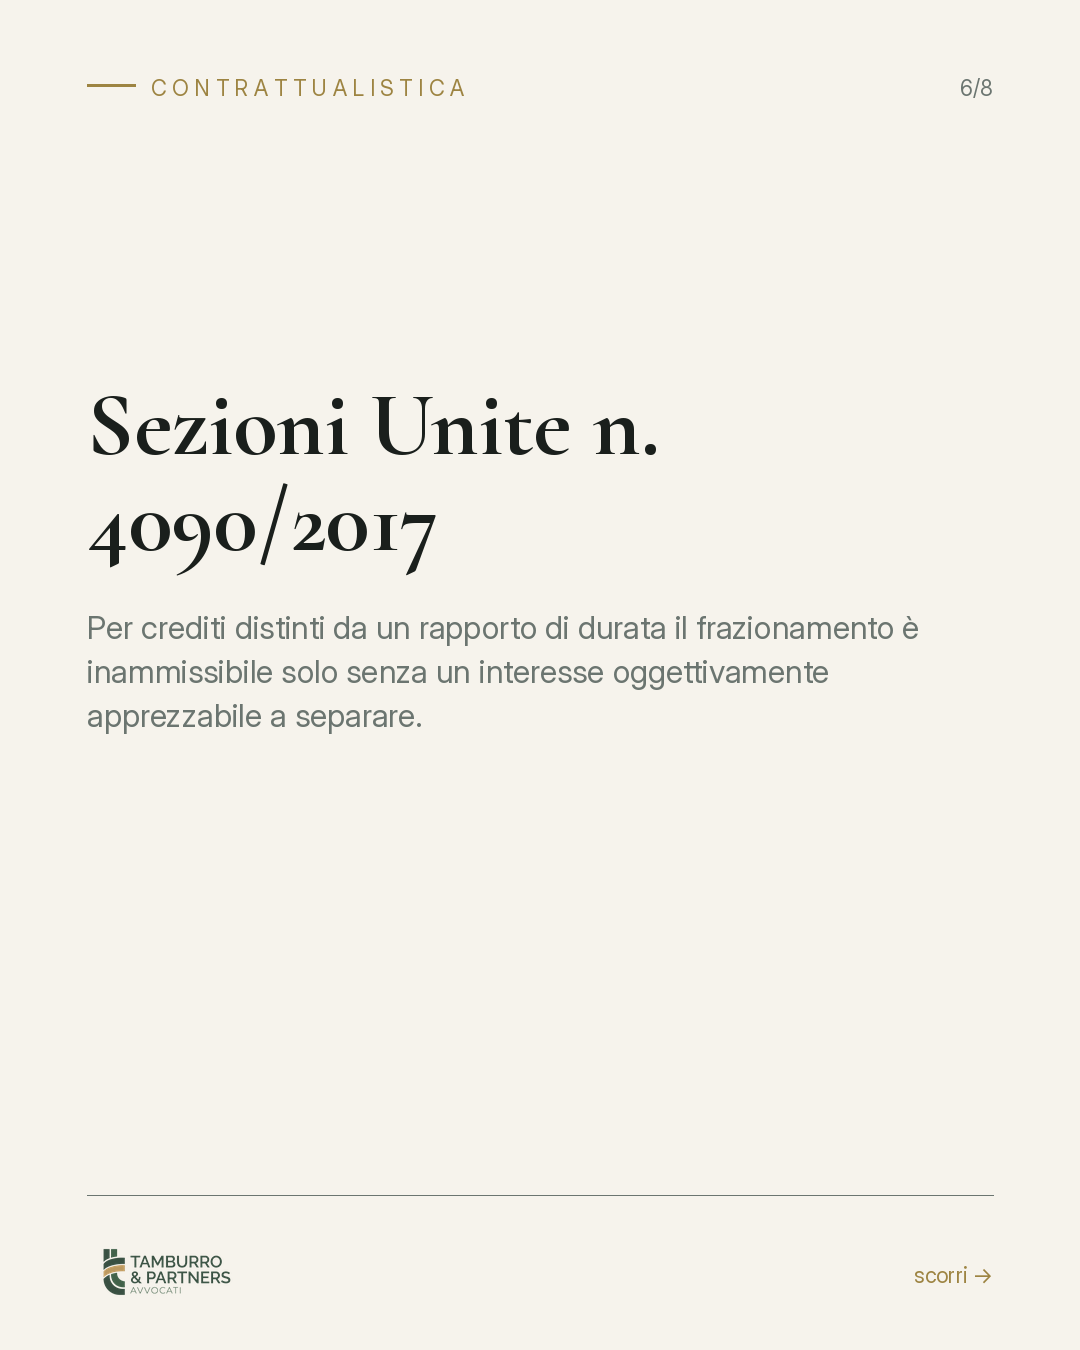 CONTRATTUALISTICA
6/8
Sezioni Unite n.
4090/2017
Per crediti distinti da un rapporto di durata il frazionamento è
inammissibile solo senza un interesse oggettivamente
apprezzabile a separare.
TAMBURRO
& PARTNERS
AVVOCATI
scorri →